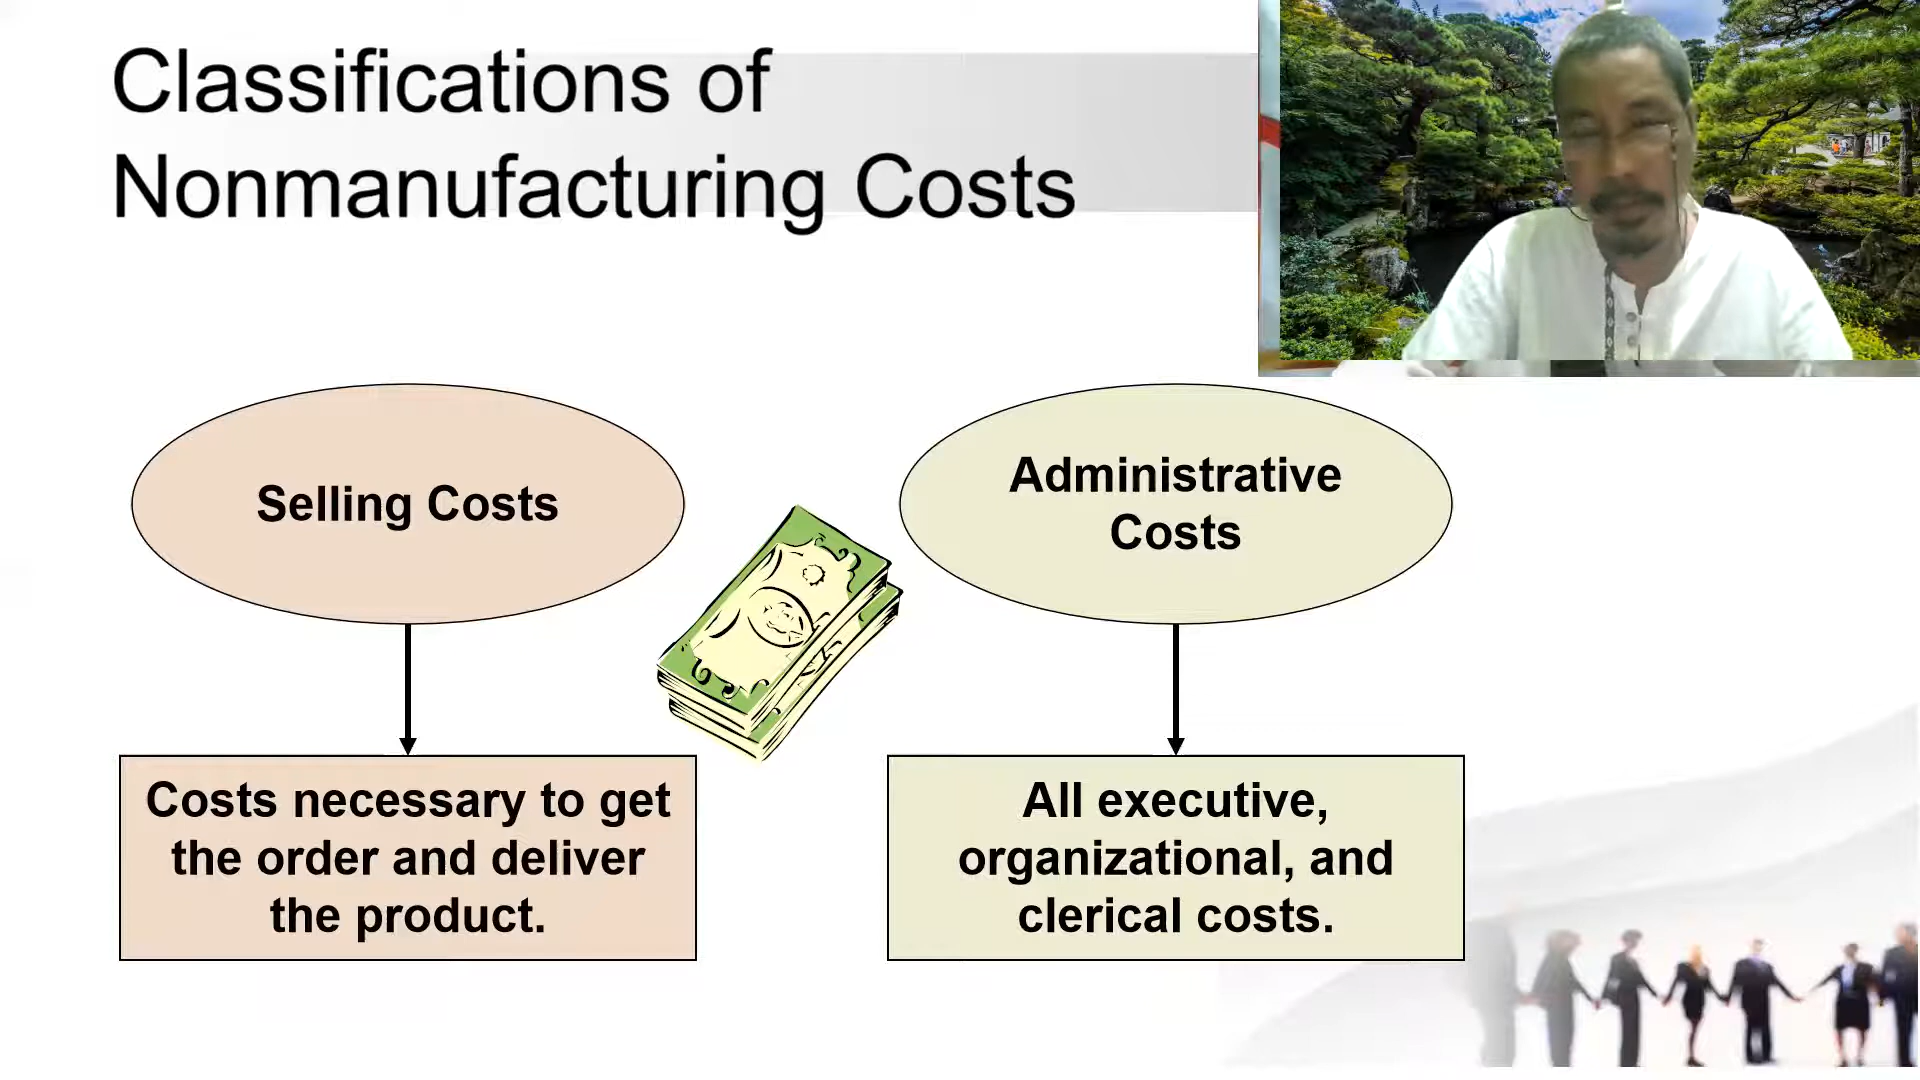 Classifications of
Nonmanufacturing Costs
Selling Costs
Administrative
Costs
Costs necessary to get
the order and deliver
the product.
All executive,
organizational, and
clerical costs.